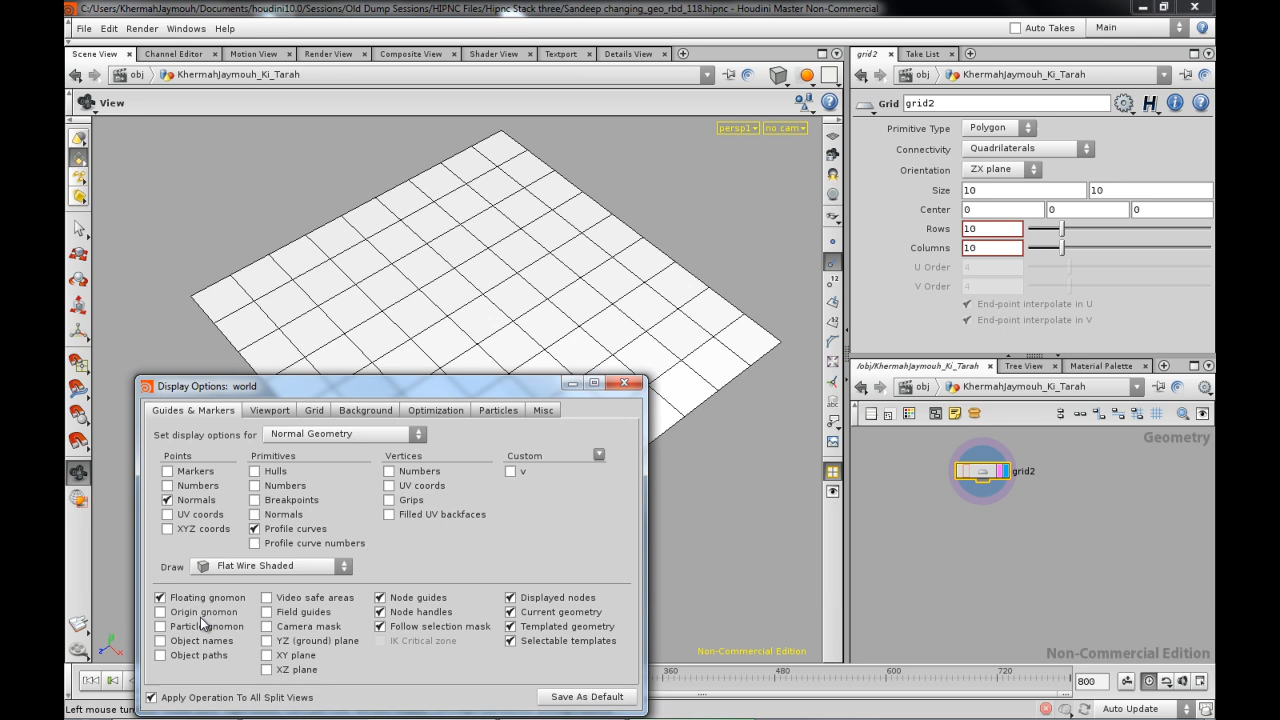 C:/Users/KhermahJaymouh/Documents/houdini10.0/Sessions/Old Dump Sessions/HIPNC Files/Hipnc Stack three/Sandeep changing_geo_rbd_118.hipnc - Houdini Master Non-Commercial
File Edit Render Windows Help
Auto Takes Main
Scene View Channel Editor Motion View Render View Composite View Shader View Textport Details View
grid2 Take List
obj KhermahJaymouh_Ki_Tarah
obj KhermahJaymouh_Ki_Tarah
View
Grid grid2
persp1 no cam
Primitive Type Polygon
Connectivity Quadrilaterals
Orientation ZX plane
Size 10 10
Center 0 0 0
Rows 10
Columns 10
U Order 4
V Order 4
End-point interpolate in U
End-point interpolate in V
/obj/KhermahJaymouh_Ki_Tarah Tree View Material Palette
obj KhermahJaymouh_Ki_Tarah
Geometry
grid2
Display Options: world
Guides & Markers Viewport Grid Background Optimization Particles Misc
Set display options for Normal Geometry
Points Primitives Vertices Custom
Markers Hulls Numbers v
Numbers Numbers UV coords
Normals Breakpoints Grips
UV coords Normals Filled UV backfaces
XYZ coords Profile curves
Profile curve numbers
Draw Flat Wire Shaded
Floating gnomon Video safe areas Node guides Displayed nodes
Origin gnomon Field guides Node handles Current geometry
Particle gnomon Camera mask Follow selection mask Templated geometry
Object names YZ (ground) plane IK Critical zone Selectable templates
Object paths XY plane
XZ plane
Apply Operation To All Split Views Save As Default
Non-Commercial Edition
Non-Commercial Edition
360 480 600 720
800
Left mouse tum
Auto Update